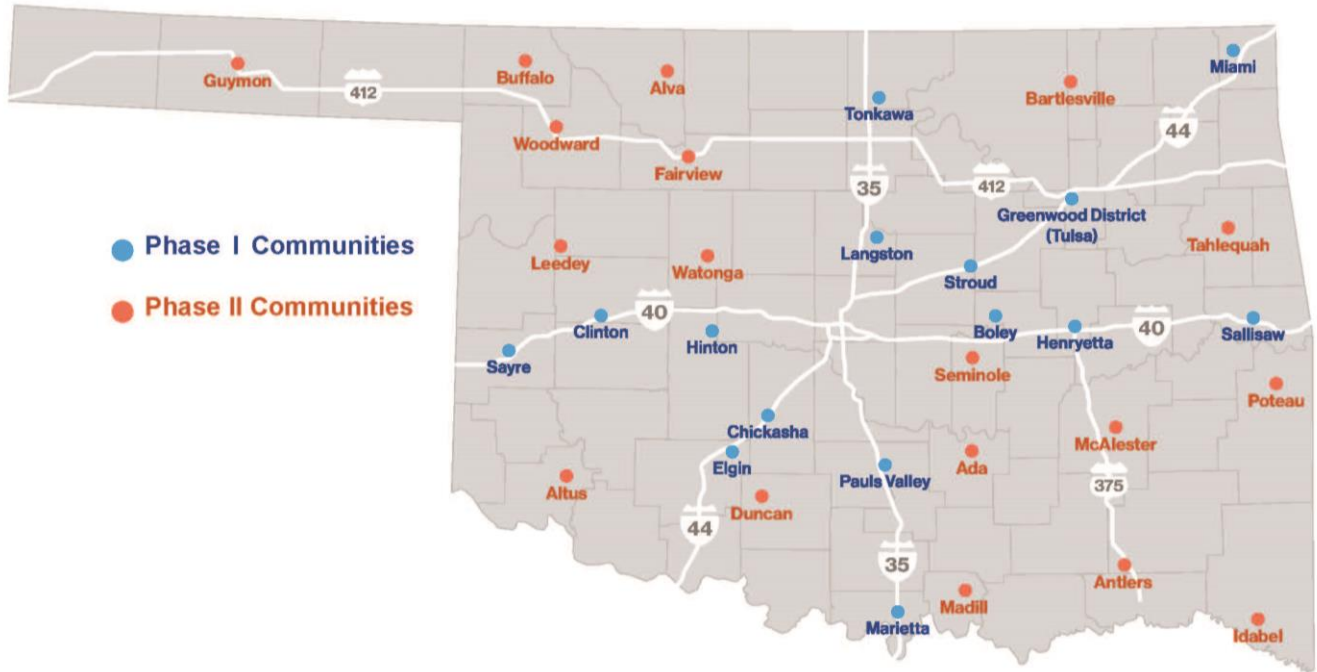 Miami
Guymon
Buffalo
Alva
Bartlesville
412
Tonkawa
44
Woodward
Fairview
35
412
Greenwood District
(Tulsa)
Phase I Communities
Leedey
Watonga
Langston
Tahlequah
Stroud
Phase II Communities
40
Clinton
Hinton
Boley
Henryetta
40
Sallisaw
Sayre
Seminole
Poteau
Chickasha
McAlester
Elgin
Pauls Valley
Ada
Altus
Duncan
375
44
35
Antlers
Madill
Marietta
Idabel